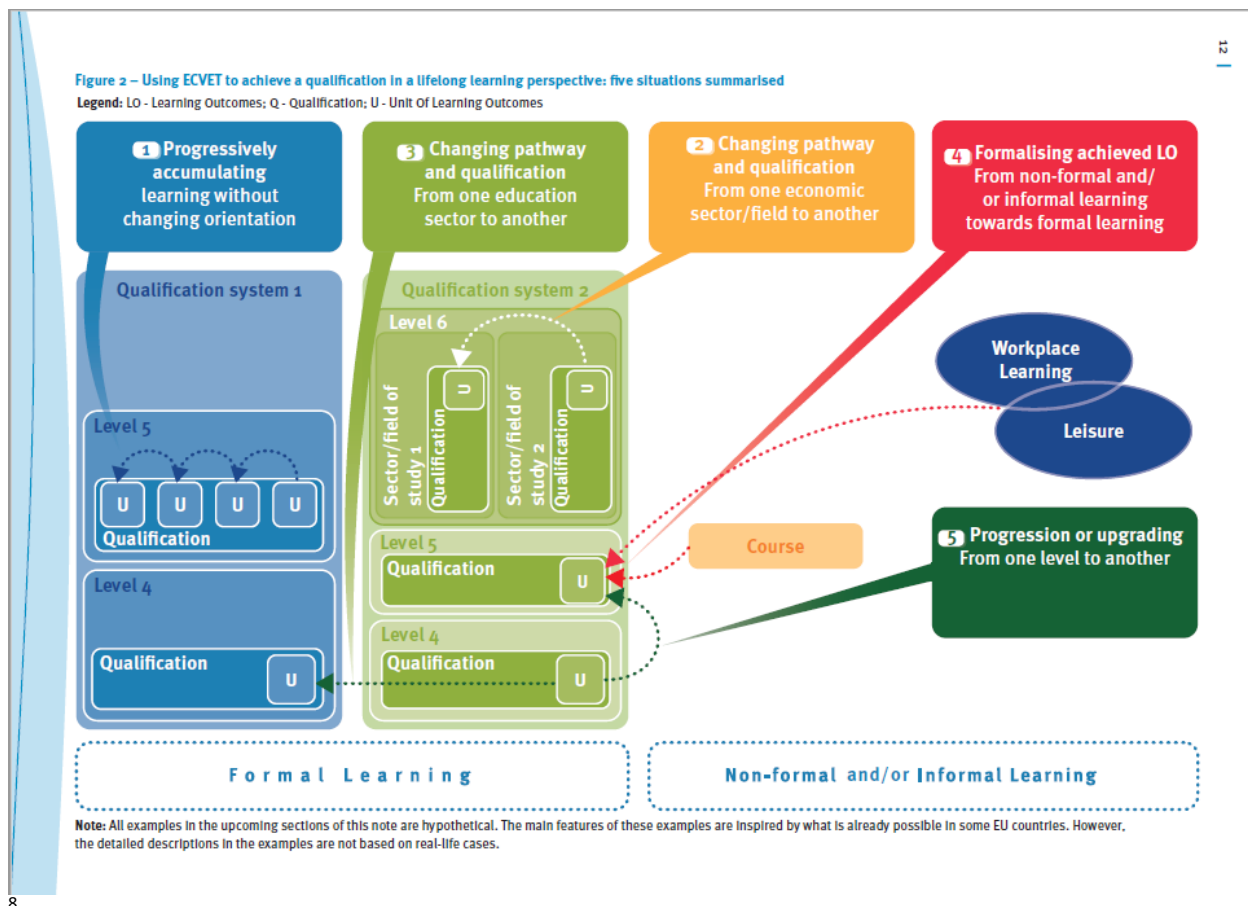 12
Figure 2 – Using ECVET to achieve a qualification in a lifelong learning perspective: five situations summarised
Legend: LO - Learning Outcomes; Q - Qualification; U - Unit Of Learning Outcomes
1 Progressively
accumulating
learning without
changing orientation
3 Changing pathway
and qualification
From one education
sector to another
2 Changing pathway
and qualification
From one economic
sector/field to another
4 Formalising achieved LO
From non-formal and/
or informal learning
towards formal learning
Qualification system 1
Level 5
U U U U
Qualification
Level 4
Qualification
U
Qualification system 2
Level 6
Sector/field of
study 1
Qualification
U
Sector/field of
study 2
Qualification
U
Level 5
Qualification
U
Level 4
Qualification
U
Workplace
Learning
Leisure
Course
5 Progression or upgrading
From one level to another
Formal Learning
Non-formal and/or Informal Learning
Note: All examples in the upcoming sections of this note are hypothetical. The main features of these examples are inspired by what is already possible in some EU countries. However,
the detailed descriptions in the examples are not based on real-life cases.
8